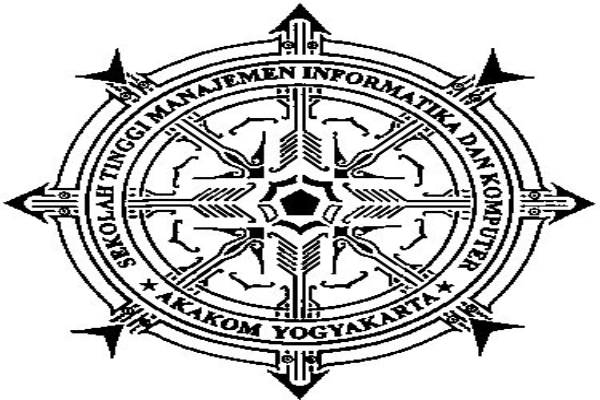 SEKOLAH TINGGI MANAJEMEN INFORMATIKA DAN KOMPUTER
AKAKOM YOGYAKARTA